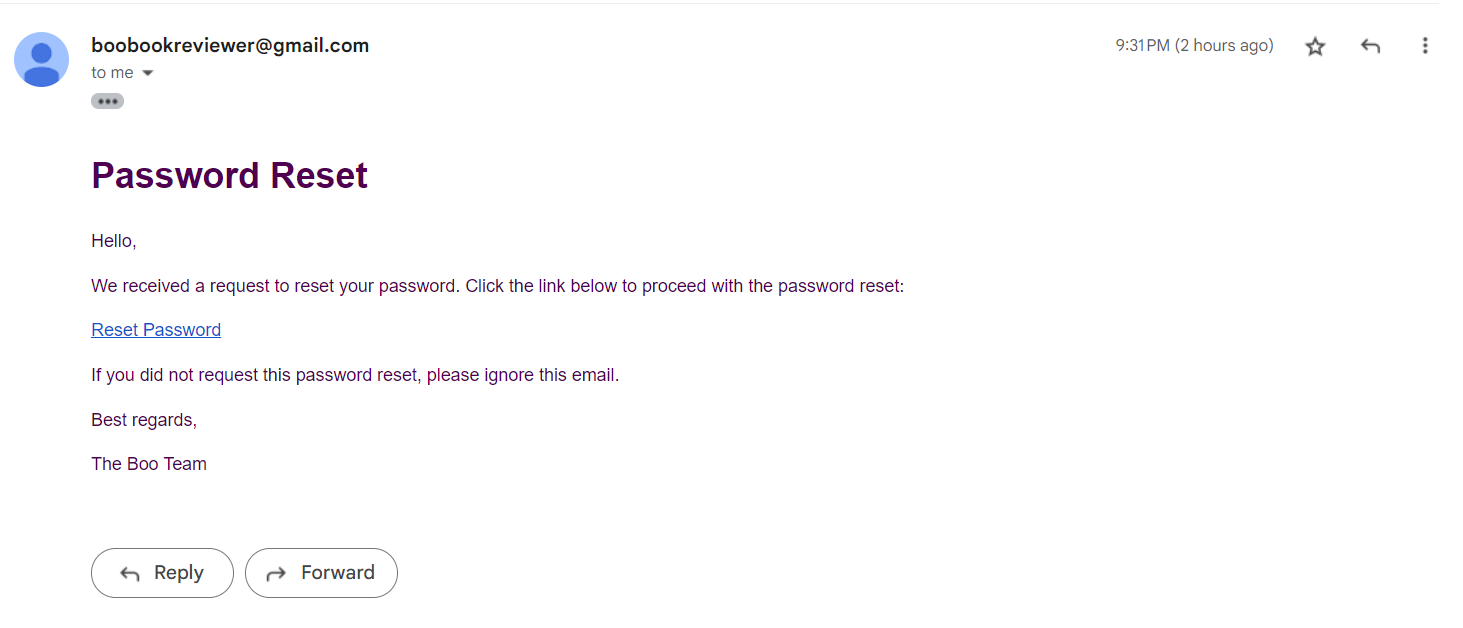 boobookreviewer@gmail.com
9:31 PM (2 hours ago)
to me
Password Reset
Hello,
We received a request to reset your password. Click the link below to proceed with the password reset:
Reset Password
If you did not request this password reset, please ignore this email.
Best regards,
The Boo Team
Reply
Forward